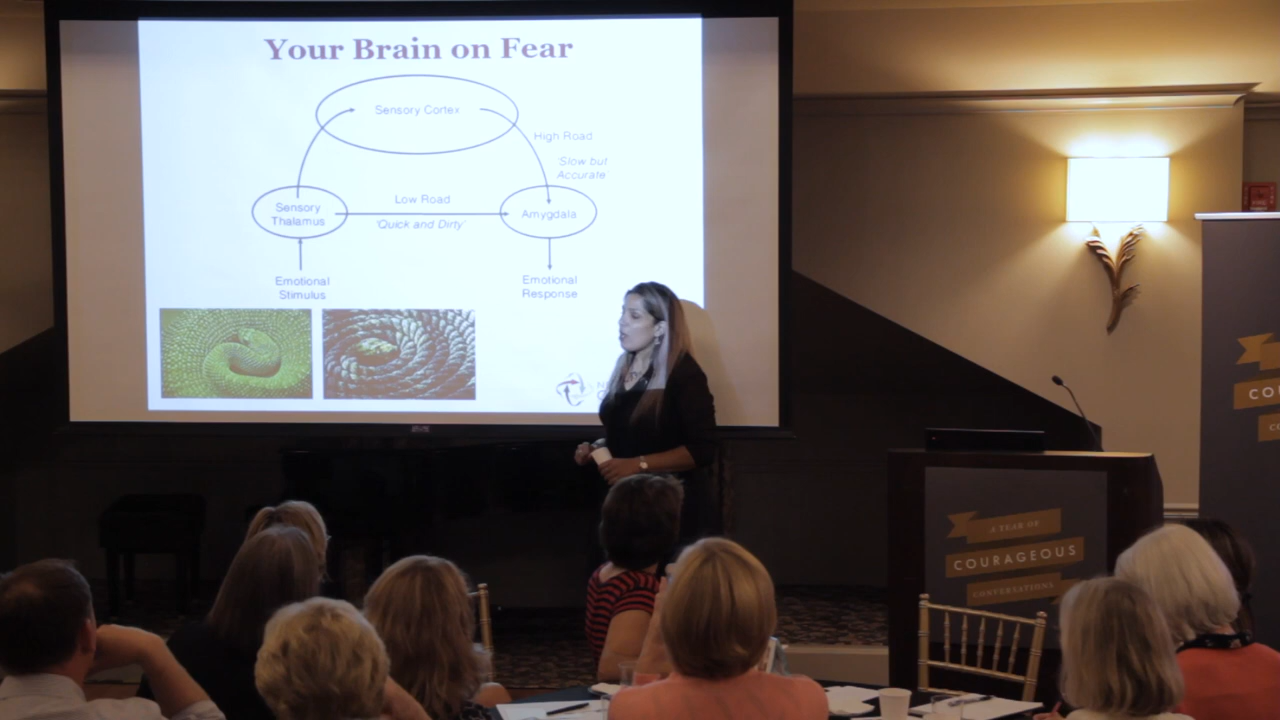 Your Brain on Fear
Sensory Cortex
High Road
'Slow but
Accurate'
Sensory
Thalamus
Low Road
'Quick and Dirty'
Amygdala
Emotional
Stimulus
Emotional
Response
A YEAR OF
COURAGEOUS
CONVERSATIONS